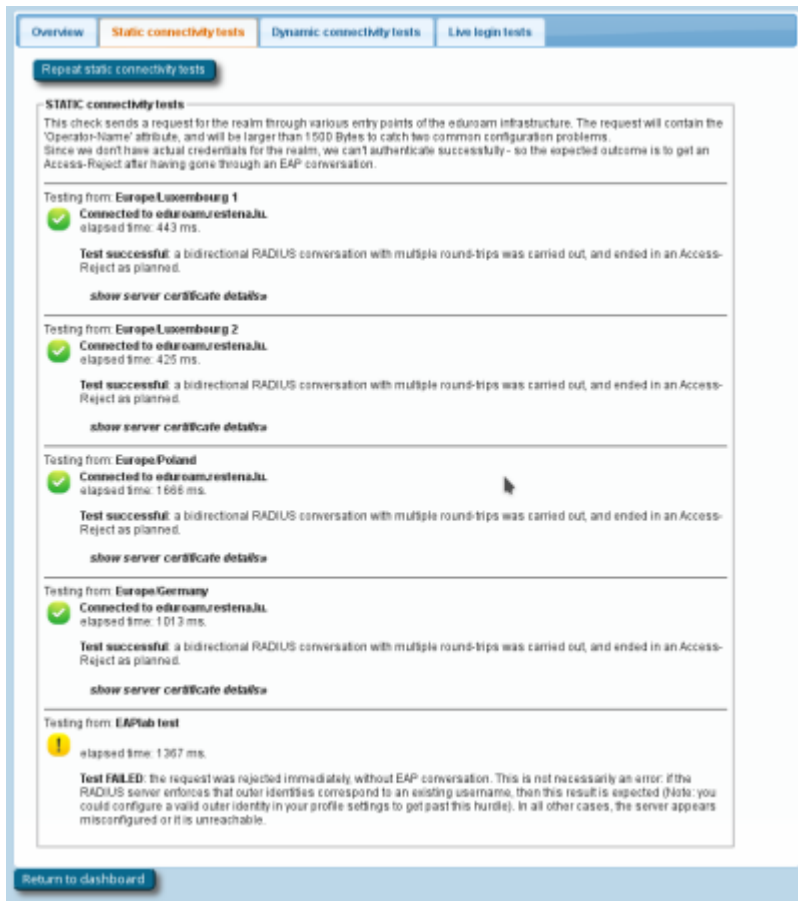 Overview
Static connectivity tests
Dynamic connectivity tests
Live login tests
Repeat static connectivity tests
STATIC connectivity tests
This check sends a request for the realm through various entry points of the eduroam infrastructure. The request will contain the
'Operator-Name' attribute, and will be larger than 1500 Bytes to catch two common configuration problems.
Since we don't have actual credentials for the realm, we can't authenticate successfully - so the expected outcome is to get an
Access-Reject after having gone through an EAP conversation.
Testing from: Europe/Luxembourg 1
Connected to eduroam.restena.lu.
elapsed time: 443 ms.
Test successful: a bidirectional RADIUS conversation with multiple round-trips was carried out, and ended in an Access-
Reject as planned.
show server certificate details»
Testing from: Europe/Luxembourg 2
Connected to eduroam.restena.lu.
elapsed time: 425 ms.
Test successful: a bidirectional RADIUS conversation with multiple round-trips was carried out, and ended in an Access-
Reject as planned.
show server certificate details»
Testing from: Europe/Poland
Connected to eduroam.restena.lu.
elapsed time: 1666 ms.
Test successful: a bidirectional RADIUS conversation with multiple round-trips was carried out, and ended in an Access-
Reject as planned.
show server certificate details»
Testing from: Europe/Germany
Connected to eduroam.restena.lu.
elapsed time: 1013 ms.
Test successful: a bidirectional RADIUS conversation with multiple round-trips was carried out, and ended in an Access-
Reject as planned.
show server certificate details»
Testing from: EAPlab test
elapsed time: 1367 ms.
Test FAILED: the request was rejected immediately, without EAP conversation. This is not necessarily an error: if the
RADIUS server enforces that outer identities correspond to an existing username, then this result is expected (Note: you
could configure a valid outer identity in your profile settings to get past this hurdle). In all other cases, the server appears
misconfigured or it is unreachable.
Return to dashboard